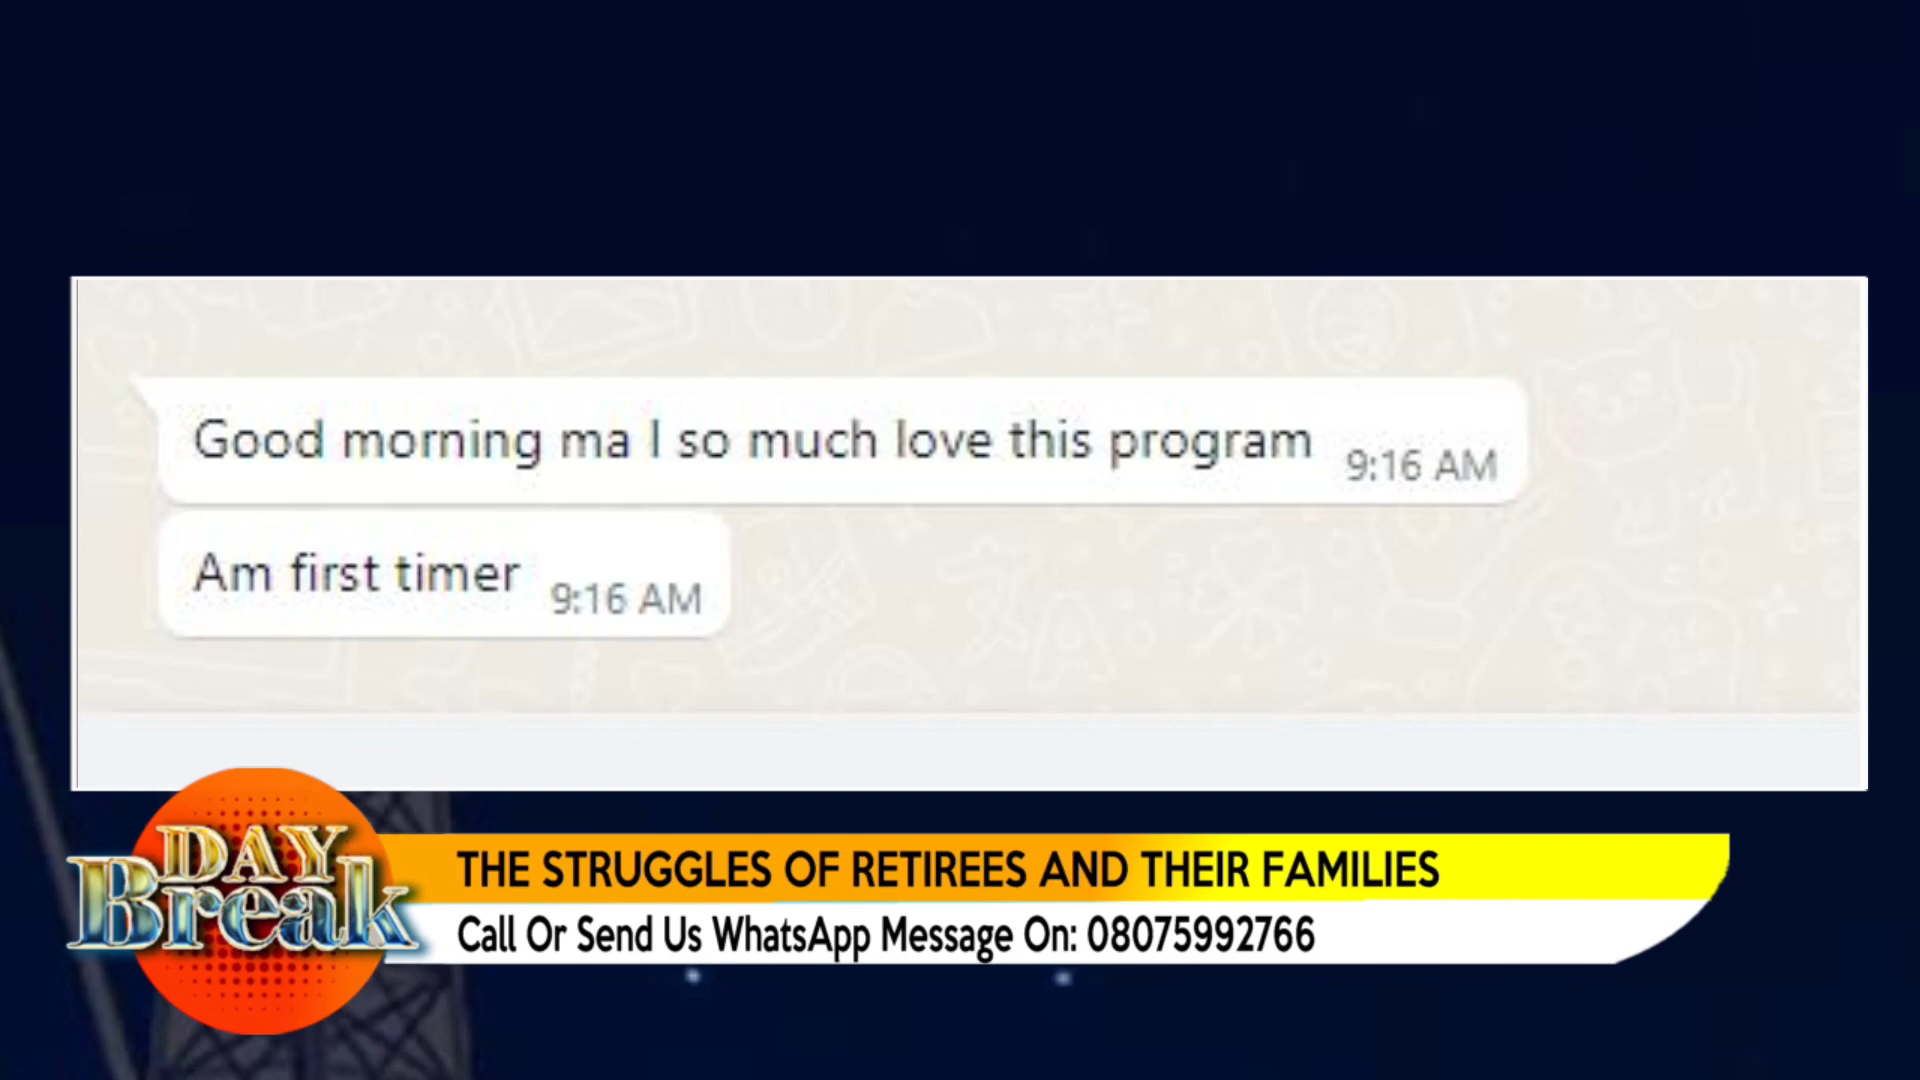 Good morning ma I so much love this program 9:16 AM
Am first timer 9:16 AM
DAY
Break
THE STRUGGLES OF RETIREES AND THEIR FAMILIES
Call Or Send Us WhatsApp Message On: 08075992766